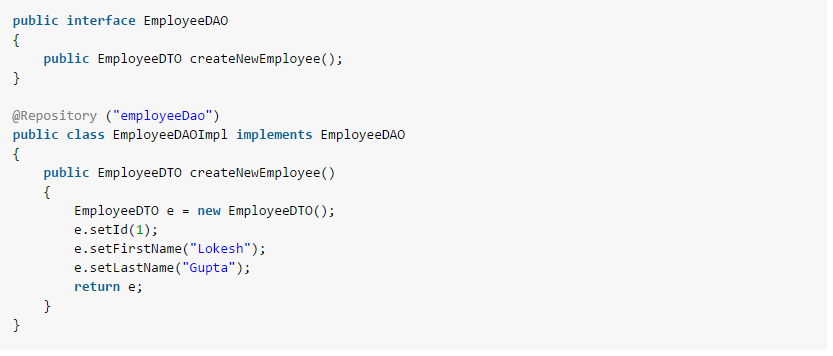 public interface EmployeeDAO
{
    public EmployeeDTO createNewEmployee();
}

@Repository ("employeeDao")
public class EmployeeDAOImpl implements EmployeeDAO
{
    public EmployeeDTO createNewEmployee()
    {
        EmployeeDTO e = new EmployeeDTO();
        e.setId(1);
        e.setFirstName("Lokesh");
        e.setLastName("Gupta");
        return e;
    }
}